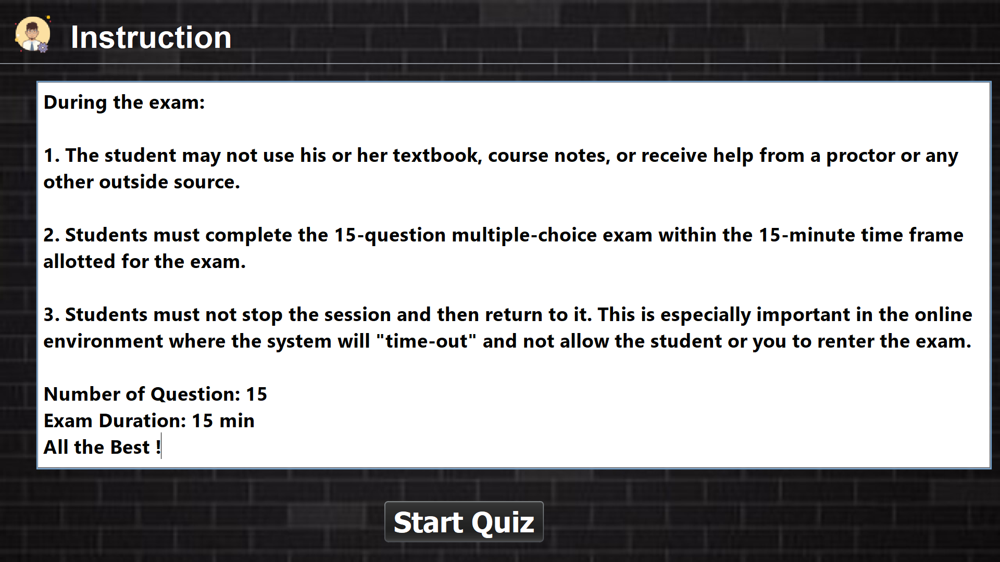 Instruction
During the exam:
1. The student may not use his or her textbook, course notes, or receive help from a proctor or any
other outside source.
2. Students must complete the 15-question multiple-choice exam within the 15-minute time frame
allotted for the exam.
3. Students must not stop the session and then return to it. This is especially important in the online
environment where the system will "time-out" and not allow the student or you to renter the exam.
Number of Question: 15
Exam Duration: 15 min
All the Best !
Start Quiz